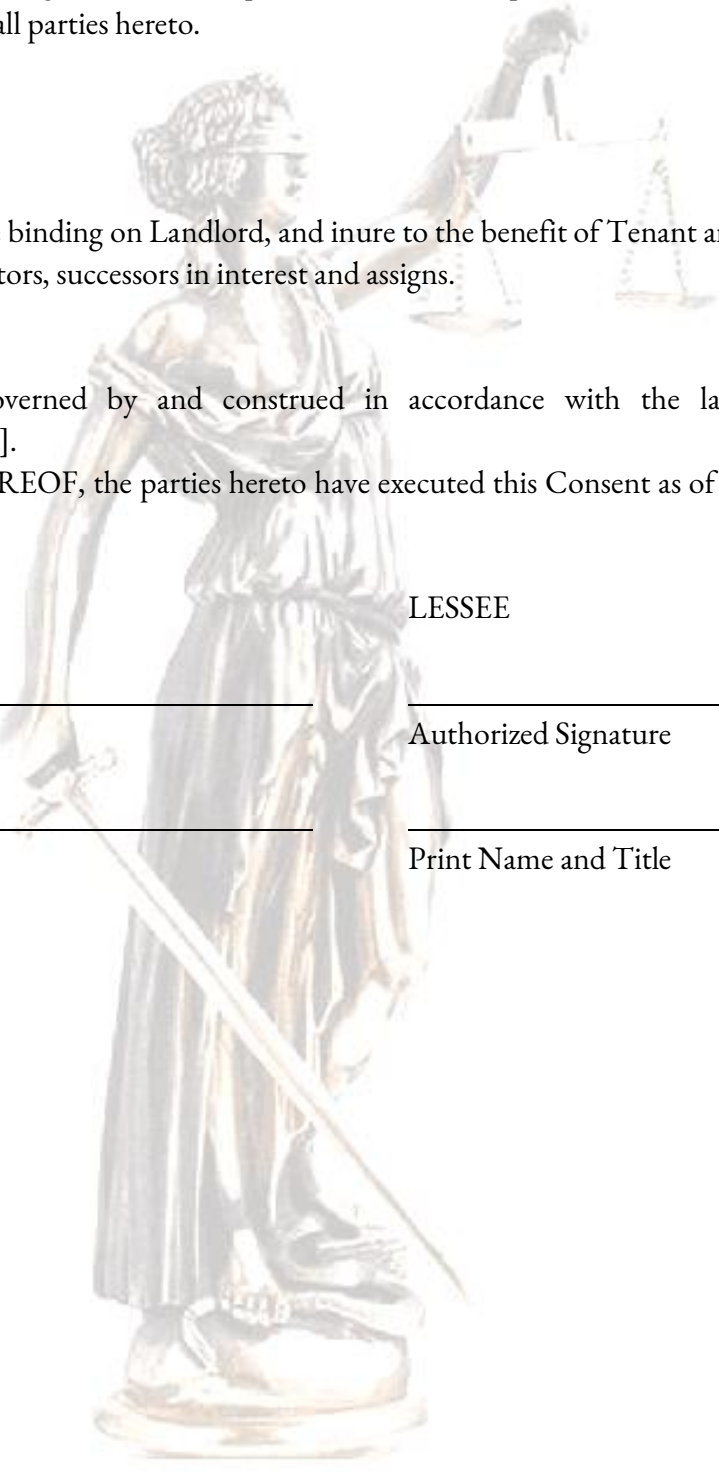 all parties hereto.
binding on Landlord, and inure to the benefit of Tenant
tors, successors in interest and assigns.
overned by and construed in accordance with the la
].
REOF, the parties hereto have executed this Consent as of
LESSEE
Authorized Signature
Print Name and Title